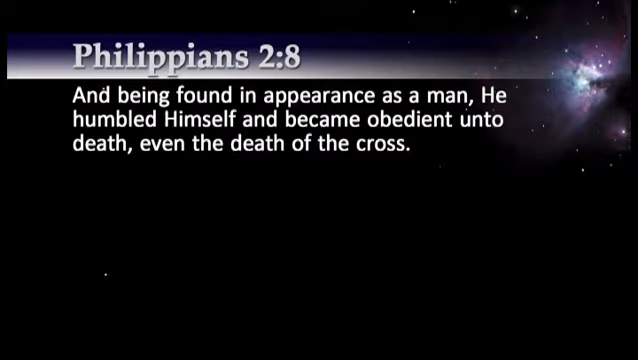 Philippians 2:8
And being found in appearance as a man, He
humbled Himself and became obedient unto
death, even the death of the cross.